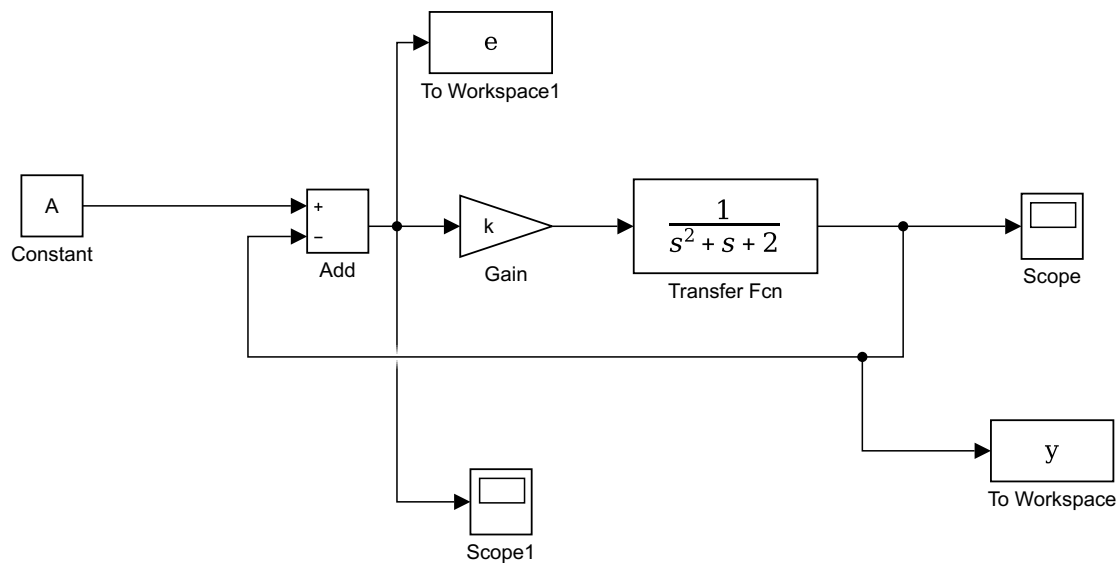 e
To Workspace1
A
Constant
+
−
Add
k
Gain
1
s² + s + 2
Transfer Fcn
Scope
y
To Workspace
Scope1